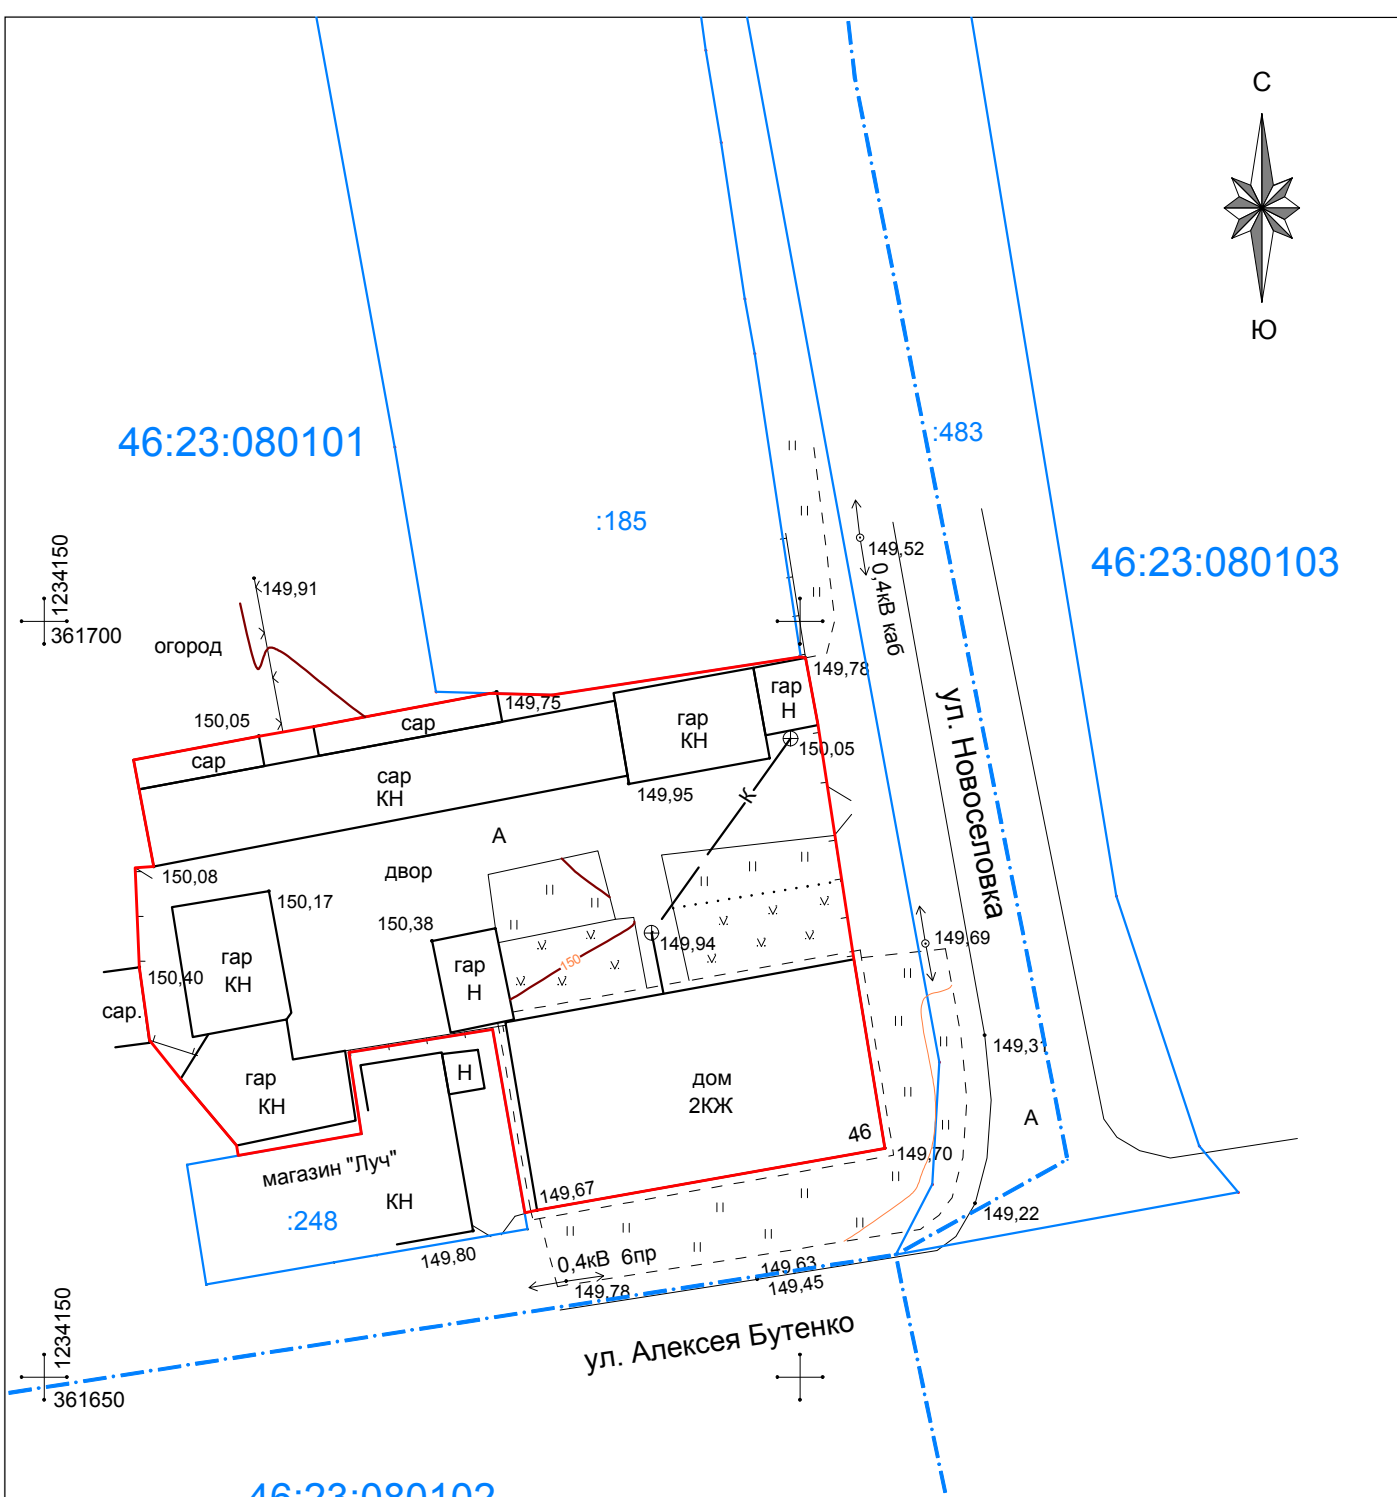 С
Ю
46:23:080101
:483
:185
149,52
46:23:080103
0,4кВ каб
1234150
361700
149,91
огород
149,78
ул. Новоселовка
150,05
149,75
сар
гар
Н
гар
КН
сар
150,05
сар
КН
149,95
К
А
двор
150,08
150,17
150,38
149,94
149,69
150
гар
КН
150,40
гар
Н
сар.
149,31
гар
КН
Н
дом
2КЖ
46
А
149,70
магазин "Луч"
КН
149,67
:248
149,22
149,80
0,4кВ 6пр
149,63
149,78
149,45
ул. Алексея Бутенко
1234150
361650
46:23:080102